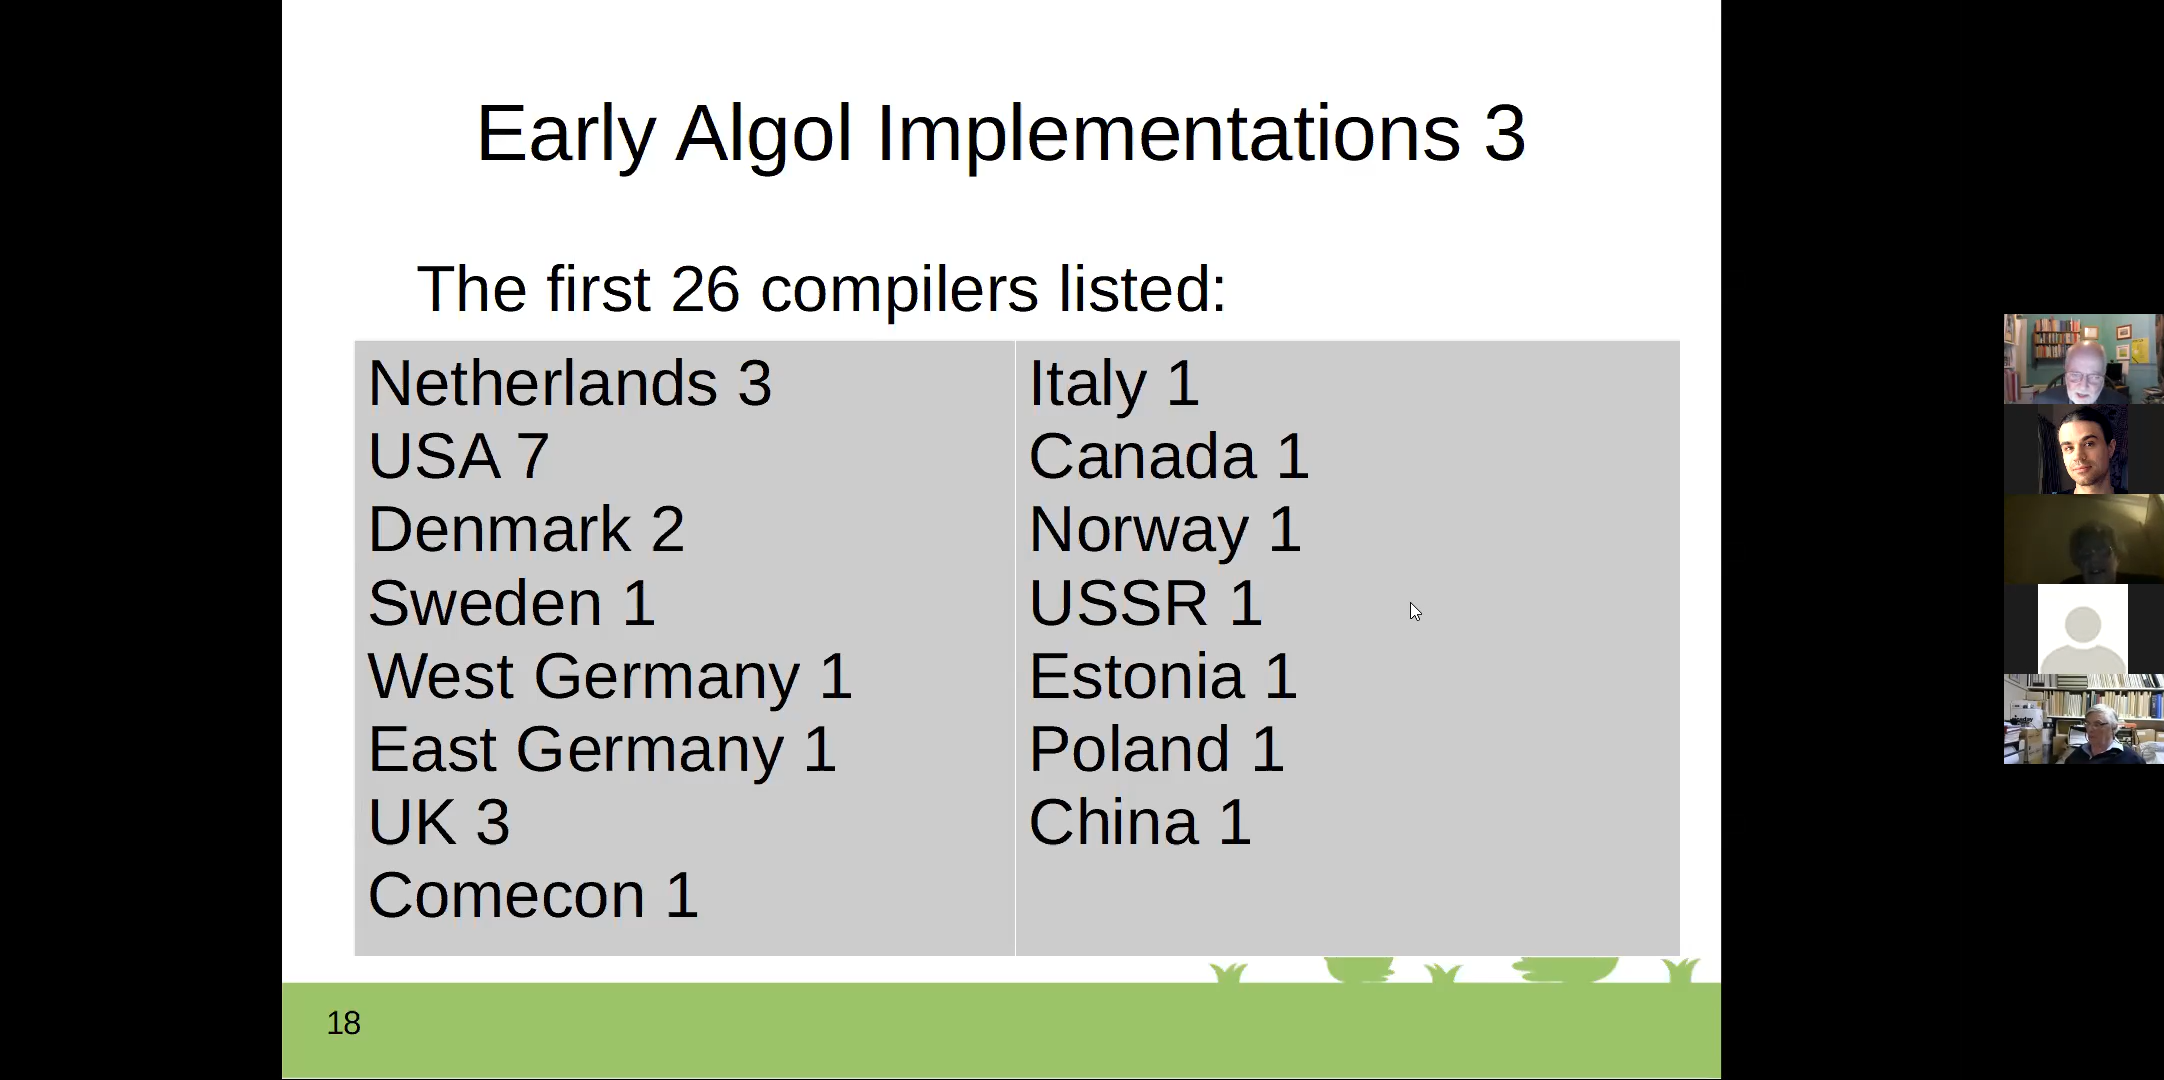 Early Algol Implementations 3
The first 26 compilers listed:
Netherlands 3
USA 7
Denmark 2
Sweden 1
West Germany 1
East Germany 1
UK 3
Comecon 1
Italy 1
Canada 1
Norway 1
USSR 1
Estonia 1
Poland 1
China 1
18